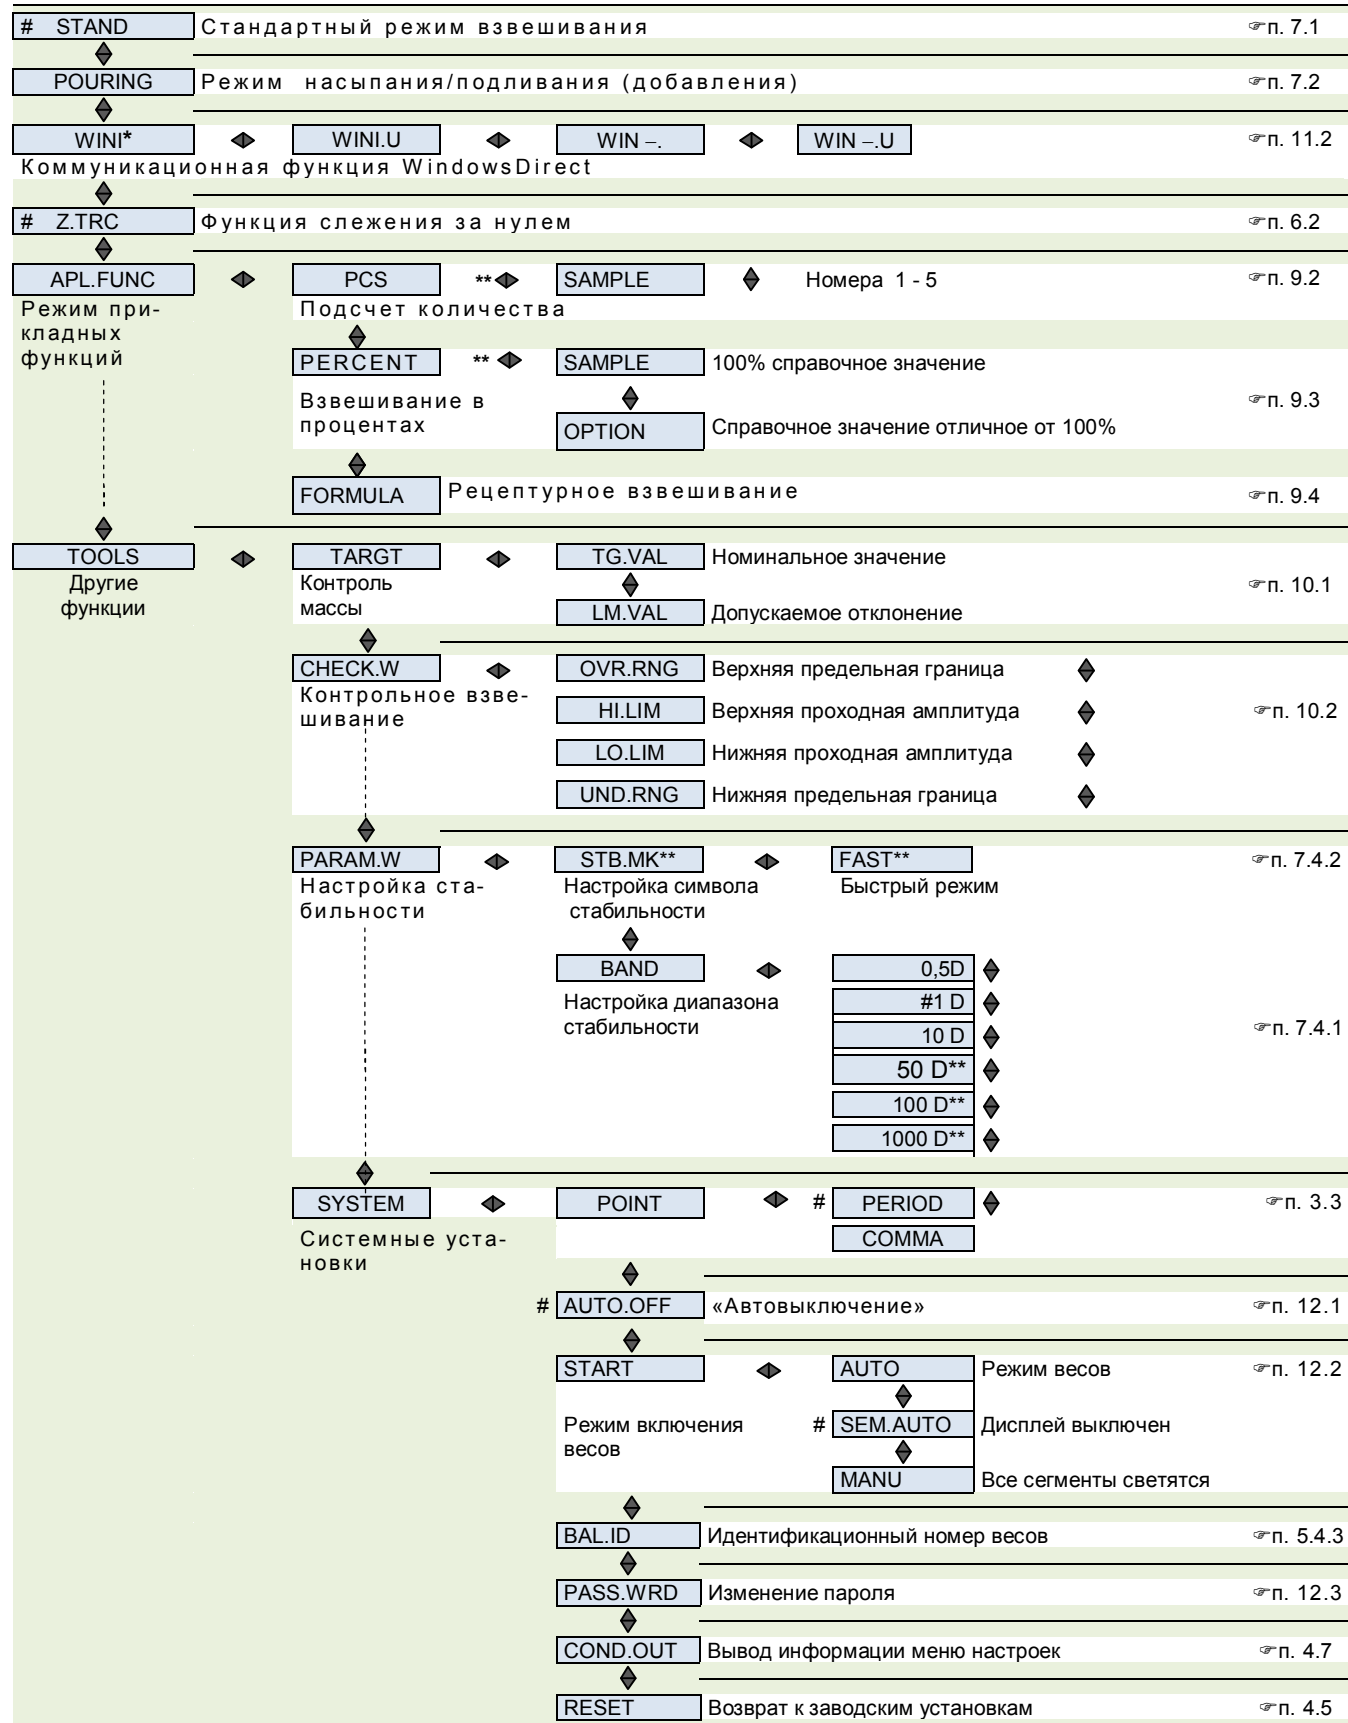 # STAND Стандартный режим взвешивания ☞п. 7.1
POURING Режим насыпания/подливания (добавления) ☞п. 7.2
WINI* WINI.U WIN –. WIN –.U ☞п. 11.2
Коммуникационная функция WindowsDirect
# Z.TRC Функция слежения за нулем ☞п. 6.2
APL.FUNC PCS ** SAMPLE Номера 1 - 5 ☞п. 9.2
Режим при- Подсчет количества
кладных
функций PERCENT ** SAMPLE 100% справочное значение
Взвешивание в ☞п. 9.3
процентах OPTION Справочное значение отличное от 100%
FORMULA Рецептурное взвешивание ☞п. 9.4
TOOLS TARGT TG.VAL Номинальное значение
Другие Контроль ☞п. 10.1
функции массы LM.VAL Допускаемое отклонение
CHECK.W OVR.RNG Верхняя предельная граница
Контрольное взве-
шивание HI.LIM Верхняя проходная амплитуда ☞п. 10.2
LO.LIM Нижняя проходная амплитуда
UND.RNG Нижняя предельная граница
PARAM.W STB.MK** FAST** ☞п. 7.4.2
Настройка ста- Настройка символа Быстрый режим
бильности стабильности
BAND 0,5D
Настройка диапазона #1 D
стабильности ☞п. 7.4.1
10 D
50 D**
100 D**
1000 D**
SYSTEM POINT # PERIOD ☞п. 3.3
Системные уста- COMMA
новки
# AUTO.OFF «Автовыключение» ☞п. 12.1
START AUTO Режим весов ☞п. 12.2
Режим включения # SEM.AUTO Дисплей выключен
весов
MANU Все сегменты светятся
BAL.ID Идентификационный номер весов ☞п. 5.4.3
PASS.WRD Изменение пароля ☞п. 12.3
COND.OUT Вывод информации меню настроек ☞п. 4.7
RESET Возврат к заводским установкам ☞п. 4.5